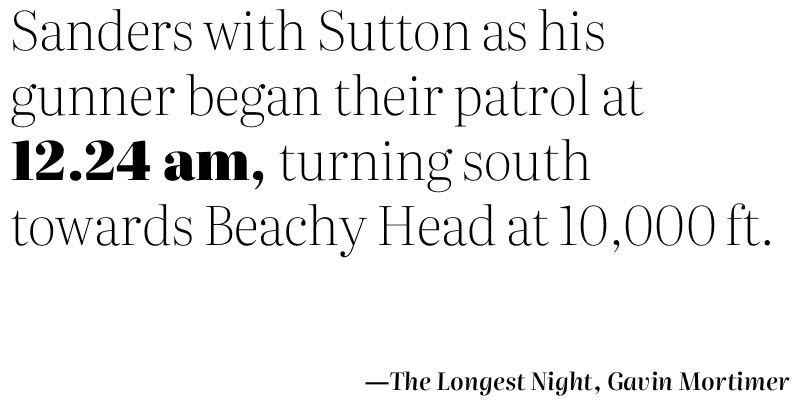 Sanders with Sutton as his
gunner began their patrol at
12.24 am, turning south
towards Beachy Head at 10,000 ft.
—The Longest Night, Gavin Mortimer